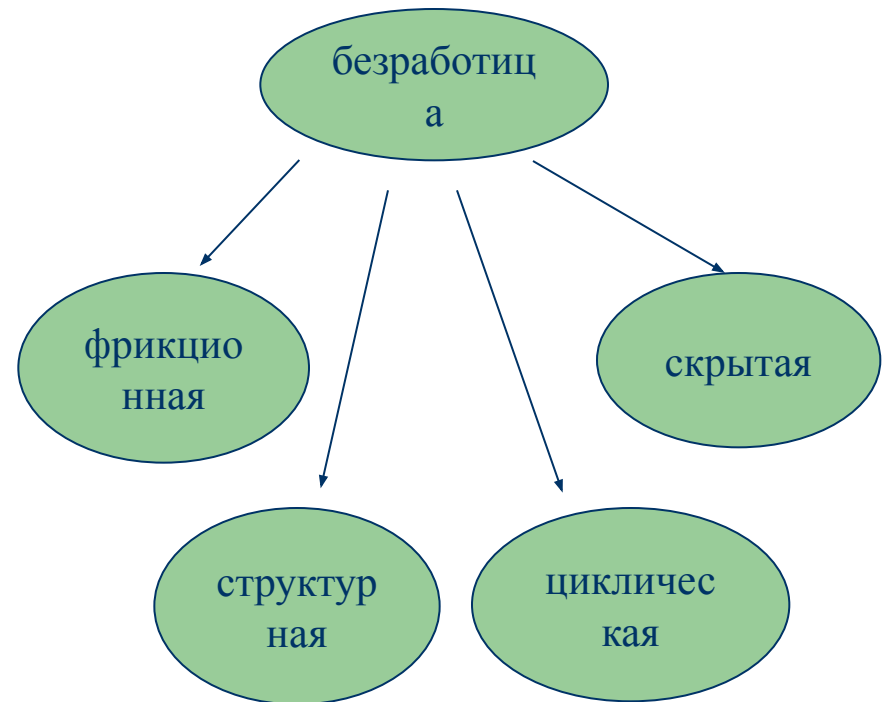 безработиц
а
фрикцио
нная
скрытая
структур
ная
цикличес
кая